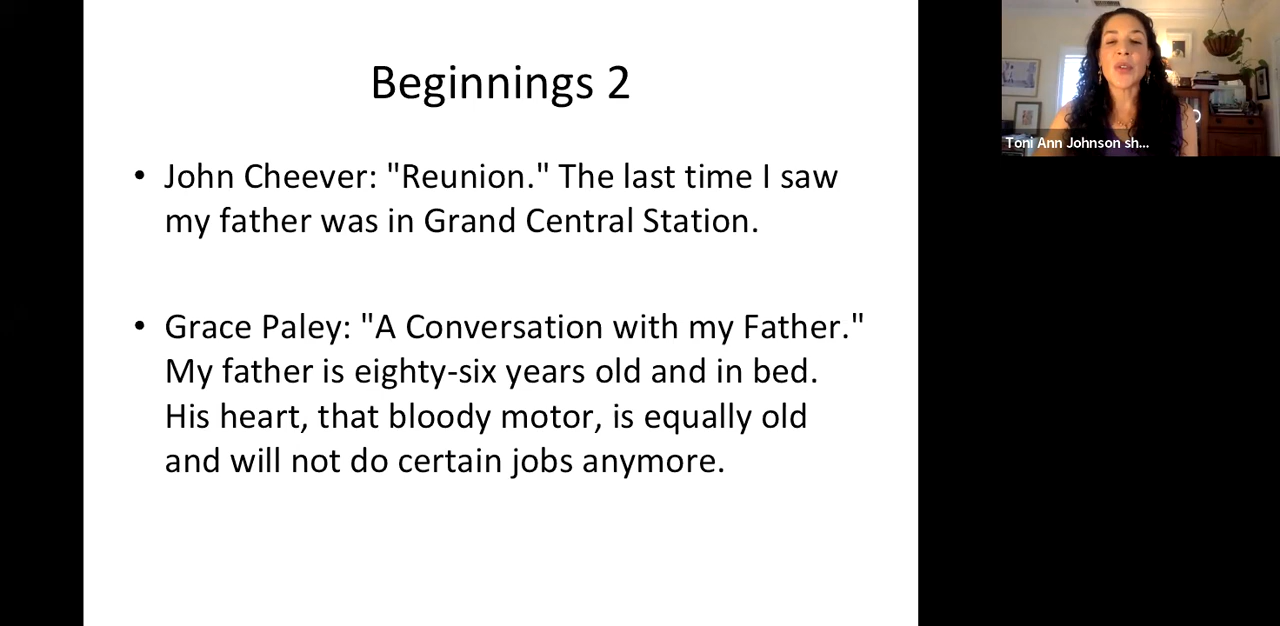 Beginnings 2
• John Cheever: "Reunion." The last time I saw
my father was in Grand Central Station.
• Grace Paley: "A Conversation with my Father."
My father is eighty-six years old and in bed.
His heart, that bloody motor, is equally old
and will not do certain jobs anymore.
Toni Ann Johnson sh...